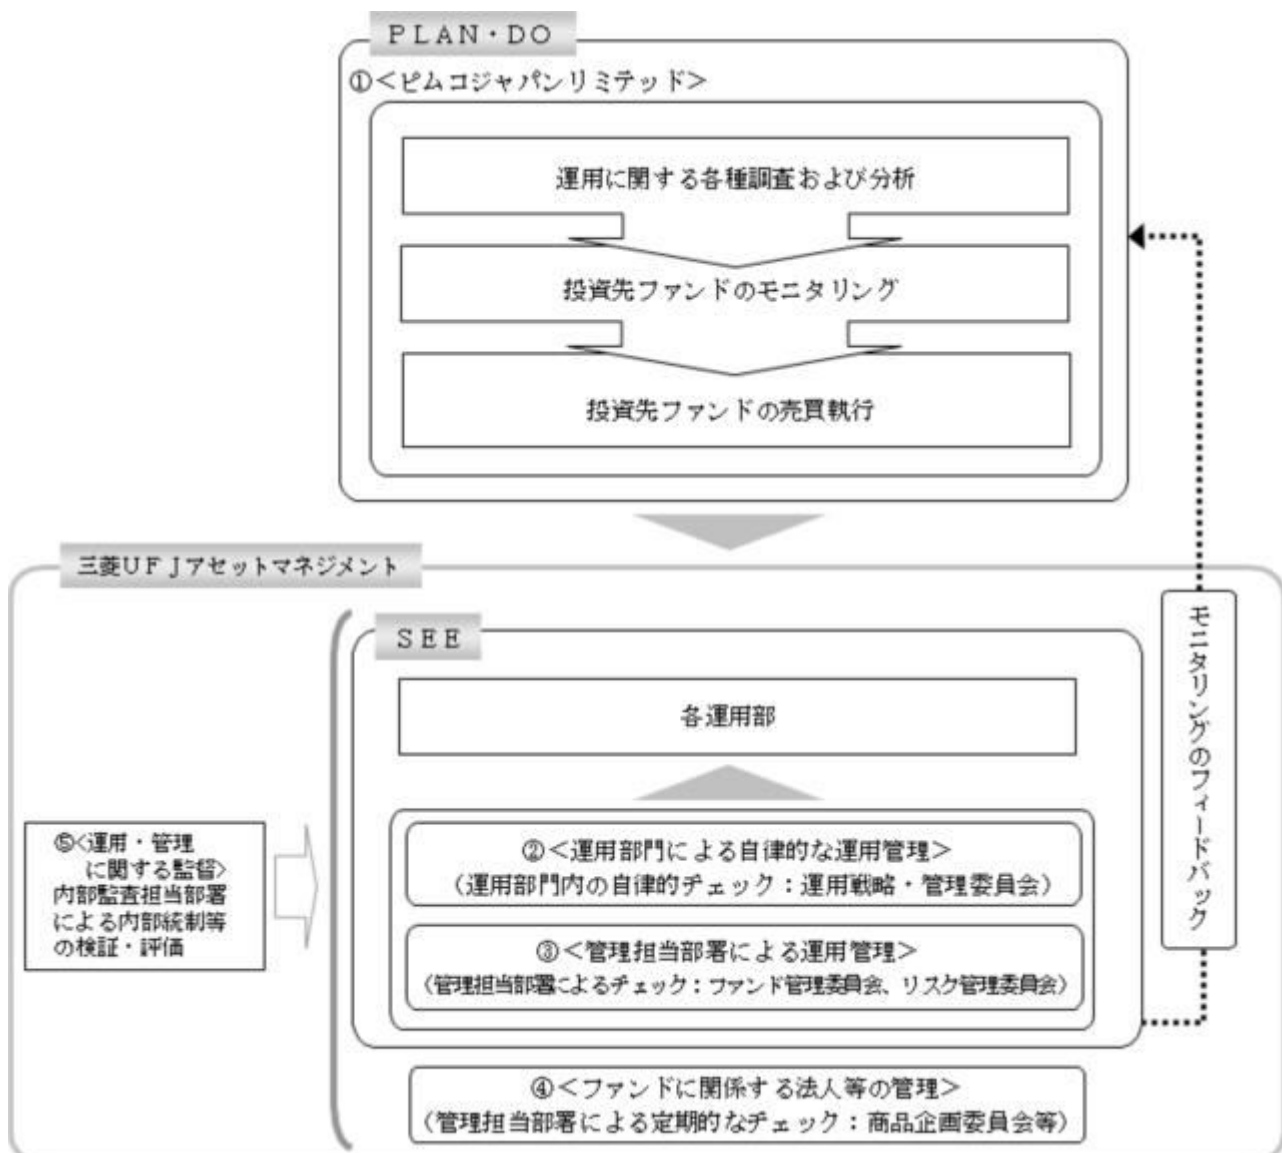 PLAN・DO
①<ピムコジャパンリミテッド>
運用に関する各種調査および分析
投資先ファンドのモニタリング
投資先ファンドの売買執行
三菱UFJアセットマネジメント
SEE
各運用部
②<運用部門による自律的な運用管理>
(運用部門内の自律的チェック:運用戦略・管理委員会)
③<管理担当部署による運用管理>
(管理担当部署によるチェック:ファンド管理委員会、リスク管理委員会)
④<ファンドに関係する法人等の管理>
(管理担当部署による定期的なチェック:商品企画委員会等)
⑤<運用・管理
に関する監督>
内部監査担当部署
による内部統制等
の検証・評価
モニタリングのフィードバック